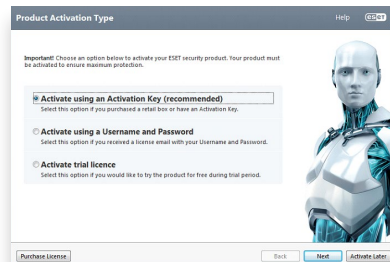 Product Activation Type
Help
eset
Important! Choose an option below to activate your ESET security product. Your product must
be activated to ensure maximum protection.
Activate using an Activation Key (recommended)
Select this option if you purchased a retail box or have an Activation Key.
Activate using a Username and Password
Select this option if you received a license email with your Username and Password.
Activate trial licence
Select this option if you would like to try the product for free during trial period.
Purchase License
Back
Next
Activate Later